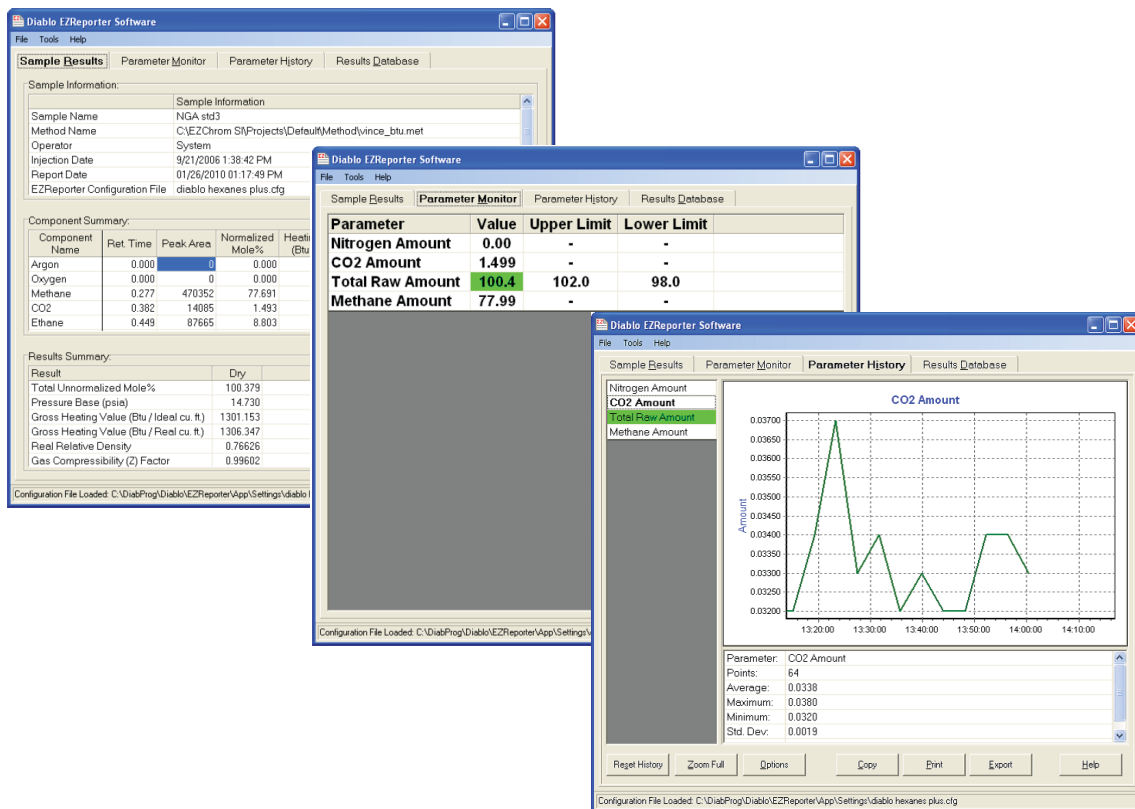 Diablo EZReporter Software
File Tools Help
Sample Results Parameter Monitor Parameter History Results Database
Sample Information:
Sample Information
Sample Name NGA std3
Method Name C:\EZChrom SI\Projects\Default\Method\vince_btu.met
Operator System
Injection Date 9/21/2006 1:38:42 PM
Report Date 01/26/2010 01:17:49 PM
EZReporter Configuration File diablo hexanes plus.cfg
Component Summary:
Component Name Ret. Time Peak Area Normalized Mole% Heati (Btu
Argon 0.000 0 0.000
Oxygen 0.000 0 0.000
Methane 0.277 470352 77.691
CO2 0.382 14085 1.493
Ethane 0.449 87665 8.803
Results Summary:
Result Dry
Total Unnormalized Mole% 100.379
Pressure Base (psia) 14.730
Gross Heating Value (Btu / Ideal cu. ft.) 1301.153
Gross Heating Value (Btu / Real cu. ft.) 1306.347
Real Relative Density 0.76626
Gas Compressibility (Z) Factor 0.99602
Configuration File Loaded: C:\DiabProg\Diablo\EZReporter\App\Settings\diablo
Diablo EZReporter Software
File Tools Help
Sample Results Parameter Monitor Parameter History Results Database
Parameter Value Upper Limit Lower Limit
Nitrogen Amount 0.00 - -
CO2 Amount 1.499 - -
Total Raw Amount 100.4 102.0 98.0
Methane Amount 77.99 - -
Configuration File Loaded: C:\DiabProg\Diablo\EZReporter\App\Settings\
Diablo EZReporter Software
File Tools Help
Sample Results Parameter Monitor Parameter History Results Database
Nitrogen Amount
CO2 Amount
Total Raw Amount
Methane Amount
CO2 Amount
Amount
0.03700
0.03650
0.03600
0.03550
0.03500
0.03450
0.03400
0.03350
0.03300
0.03250
0.03200
13:20:00 13:30:00 13:40:00 13:50:00 14:00:00 14:10:00
Parameter: CO2 Amount
Points: 64
Average: 0.0338
Maximum: 0.0380
Minimum: 0.0320
Std. Dev: 0.0019
Reset History Zoom Full Options Copy Print Export Help
Configuration File Loaded: C:\DiabProg\Diablo\EZReporter\App\Settings\diablo hexanes plus.cfg